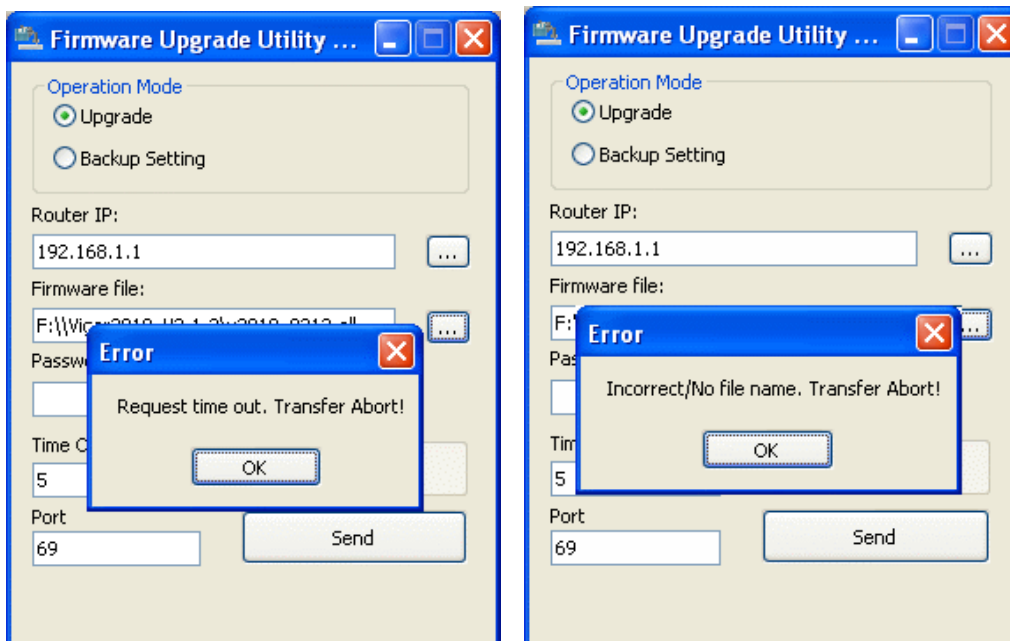 Firmware Upgrade Utility ...
Operation Mode
Upgrade
Backup Setting
Router IP:
192.168.1.1
...
Firmware file:
...
Error
Request time out. Transfer Abort!
OK
5
Port
69
Send
Firmware Upgrade Utility ...
Operation Mode
Upgrade
Backup Setting
Router IP:
192.168.1.1
...
Firmware file:
F:
...
Error
Incorrect/No file name. Transfer Abort!
OK
5
Port
69
Send